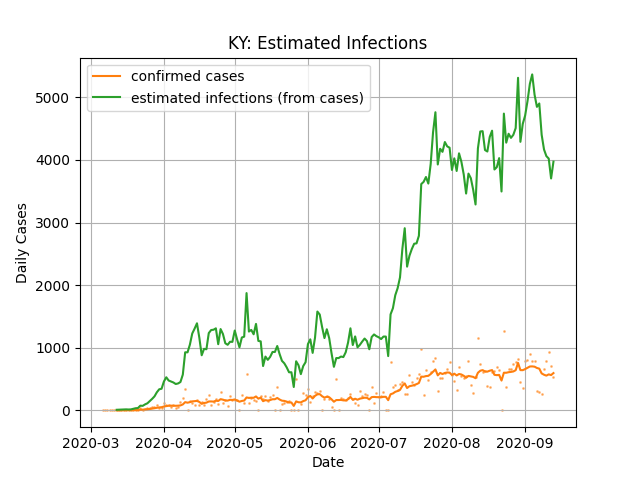 KY: Estimated Infections
confirmed cases
estimated infections (from cases)
5000
4000
3000
2000
1000
0
Daily Cases
2020-03 2020-04 2020-05 2020-06 2020-07 2020-08 2020-09
Date